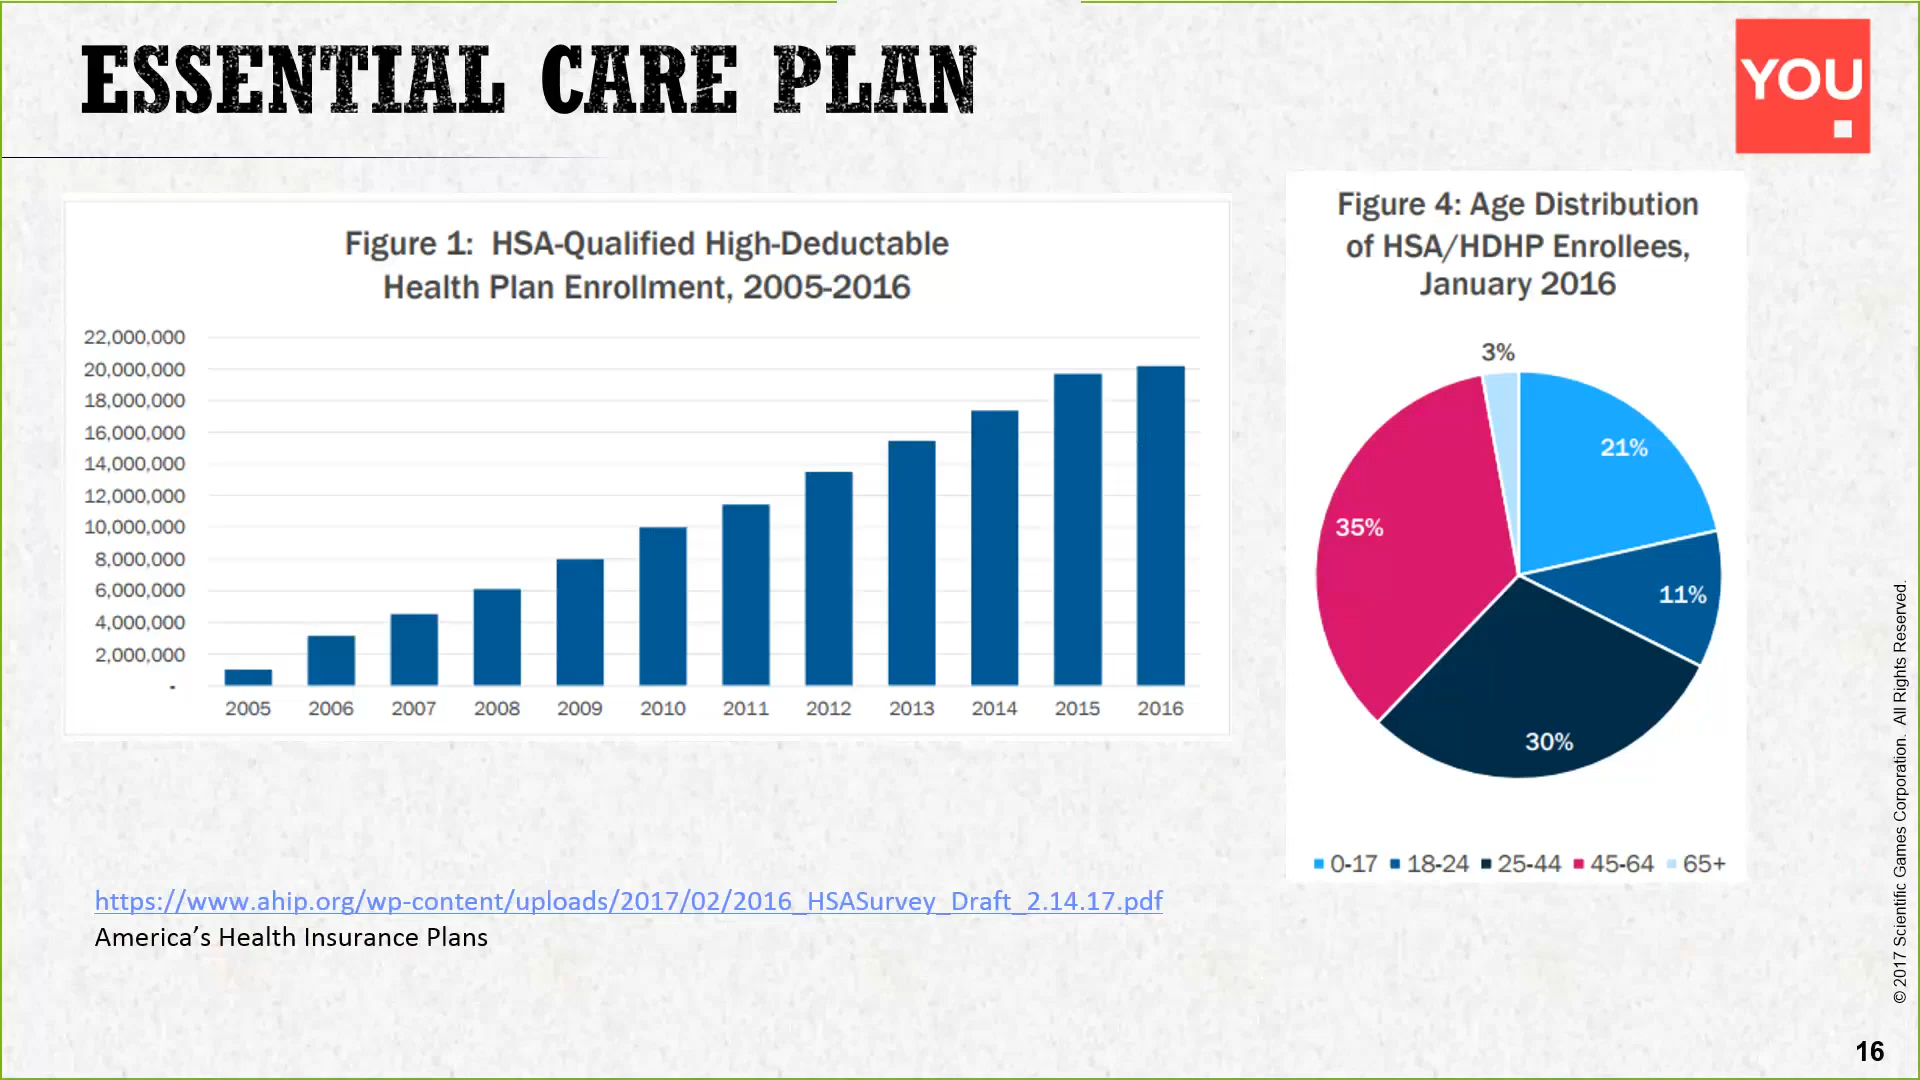 ESSENTIAL CARE PLAN
YOU
Figure 1: HSA-Qualified High-Deductable
Health Plan Enrollment, 2005-2016
22,000,000
20,000,000
18,000,000
16,000,000
14,000,000
12,000,000
10,000,000
8,000,000
6,000,000
4,000,000
2,000,000
-
2005 2006 2007 2008 2009 2010 2011 2012 2013 2014 2015 2016
Figure 4: Age Distribution
of HSA/HDHP Enrollees,
January 2016
3%
21%
35%
11%
30%
0-17 18-24 25-44 45-64 65+
https://www.ahip.org/wp-content/uploads/2017/02/2016_HSASurvey_Draft_2.14.17.pdf
America’s Health Insurance Plans
© 2017 Scientific Games Corporation. All Rights Reserved.
16